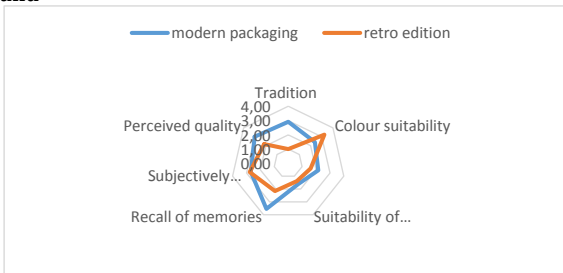 modern packaging
retro edition
Tradition
4,00
3,00
2,00
1,00
0,00
Colour suitability
Suitability of...
Recall of memories
Subjectively...
Perceived quality